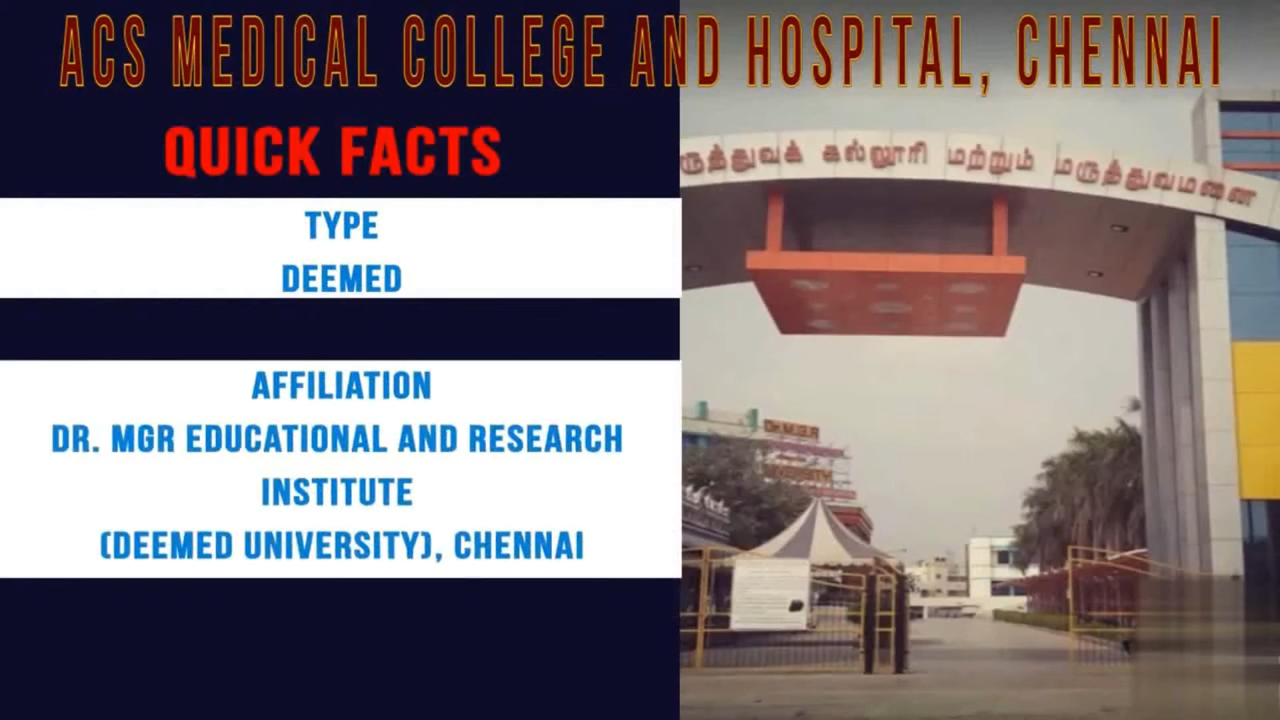 ACS MEDICAL COLLEGE AND HOSPITAL, CHENNAI
QUICK FACTS
TYPE
DEEMED
AFFILIATION
DR. MGR EDUCATIONAL AND RESEARCH
INSTITUTE
(DEEMED UNIVERSITY), CHENNAI
ருத்துவக் கல்லூரி மற்றும் மருத்துவமனை
Dr.M.G.R